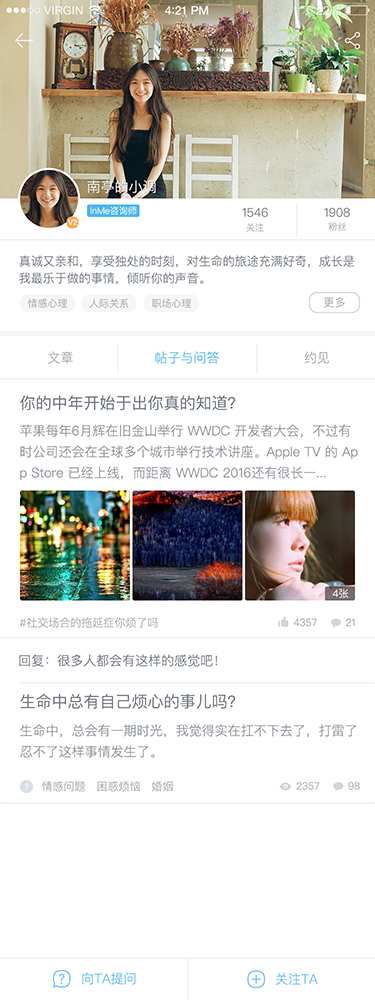 VIRGIN 4:21 PM 22%
南亭的小调
InMe咨询师
1546 1908
关注 粉丝
V2
真诚又亲和，享受独处的时刻，对生命的旅途充满好奇，成长是
我最乐于做的事情，倾听你的声音。
情感心理 人际关系 职场心理 更多
文章 帖子与问答 约见
你的中年开始于出你真的知道?
苹果每年6月辉在旧金山举行 WWDC 开发者大会，不过有
时公司还会在全球多个城市举行技术讲座。Apple TV 的 Ap
p Store 已经上线，而距离 WWDC 2016还有很长一...
4张
#社交场合的拖延症你烦了吗 4357 21
回复：很多人都会有这样的感觉吧！
生命中总有自己烦心的事儿吗?
生命中，总会有一期时光，我觉得实在扛不下去了，打雷了
忍不了这样事情发生了。
? 情感问题 困惑烦恼 婚姻 2357 98
? 向TA提问 关注TA